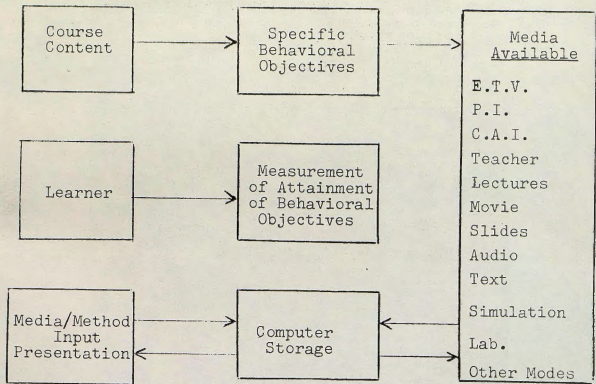 Course
Content
Specific
Behavioral
Objectives
Media
Available
E.T.V.
P.I.
C.A.I.
Teacher
Lectures
Movie
Slides
Audio
Text
Simulation
Lab.
Other Modes
Learner
Measurement
of Attainment
of Behavioral
Objectives
Media/Method
Input
Presentation
Computer
Storage